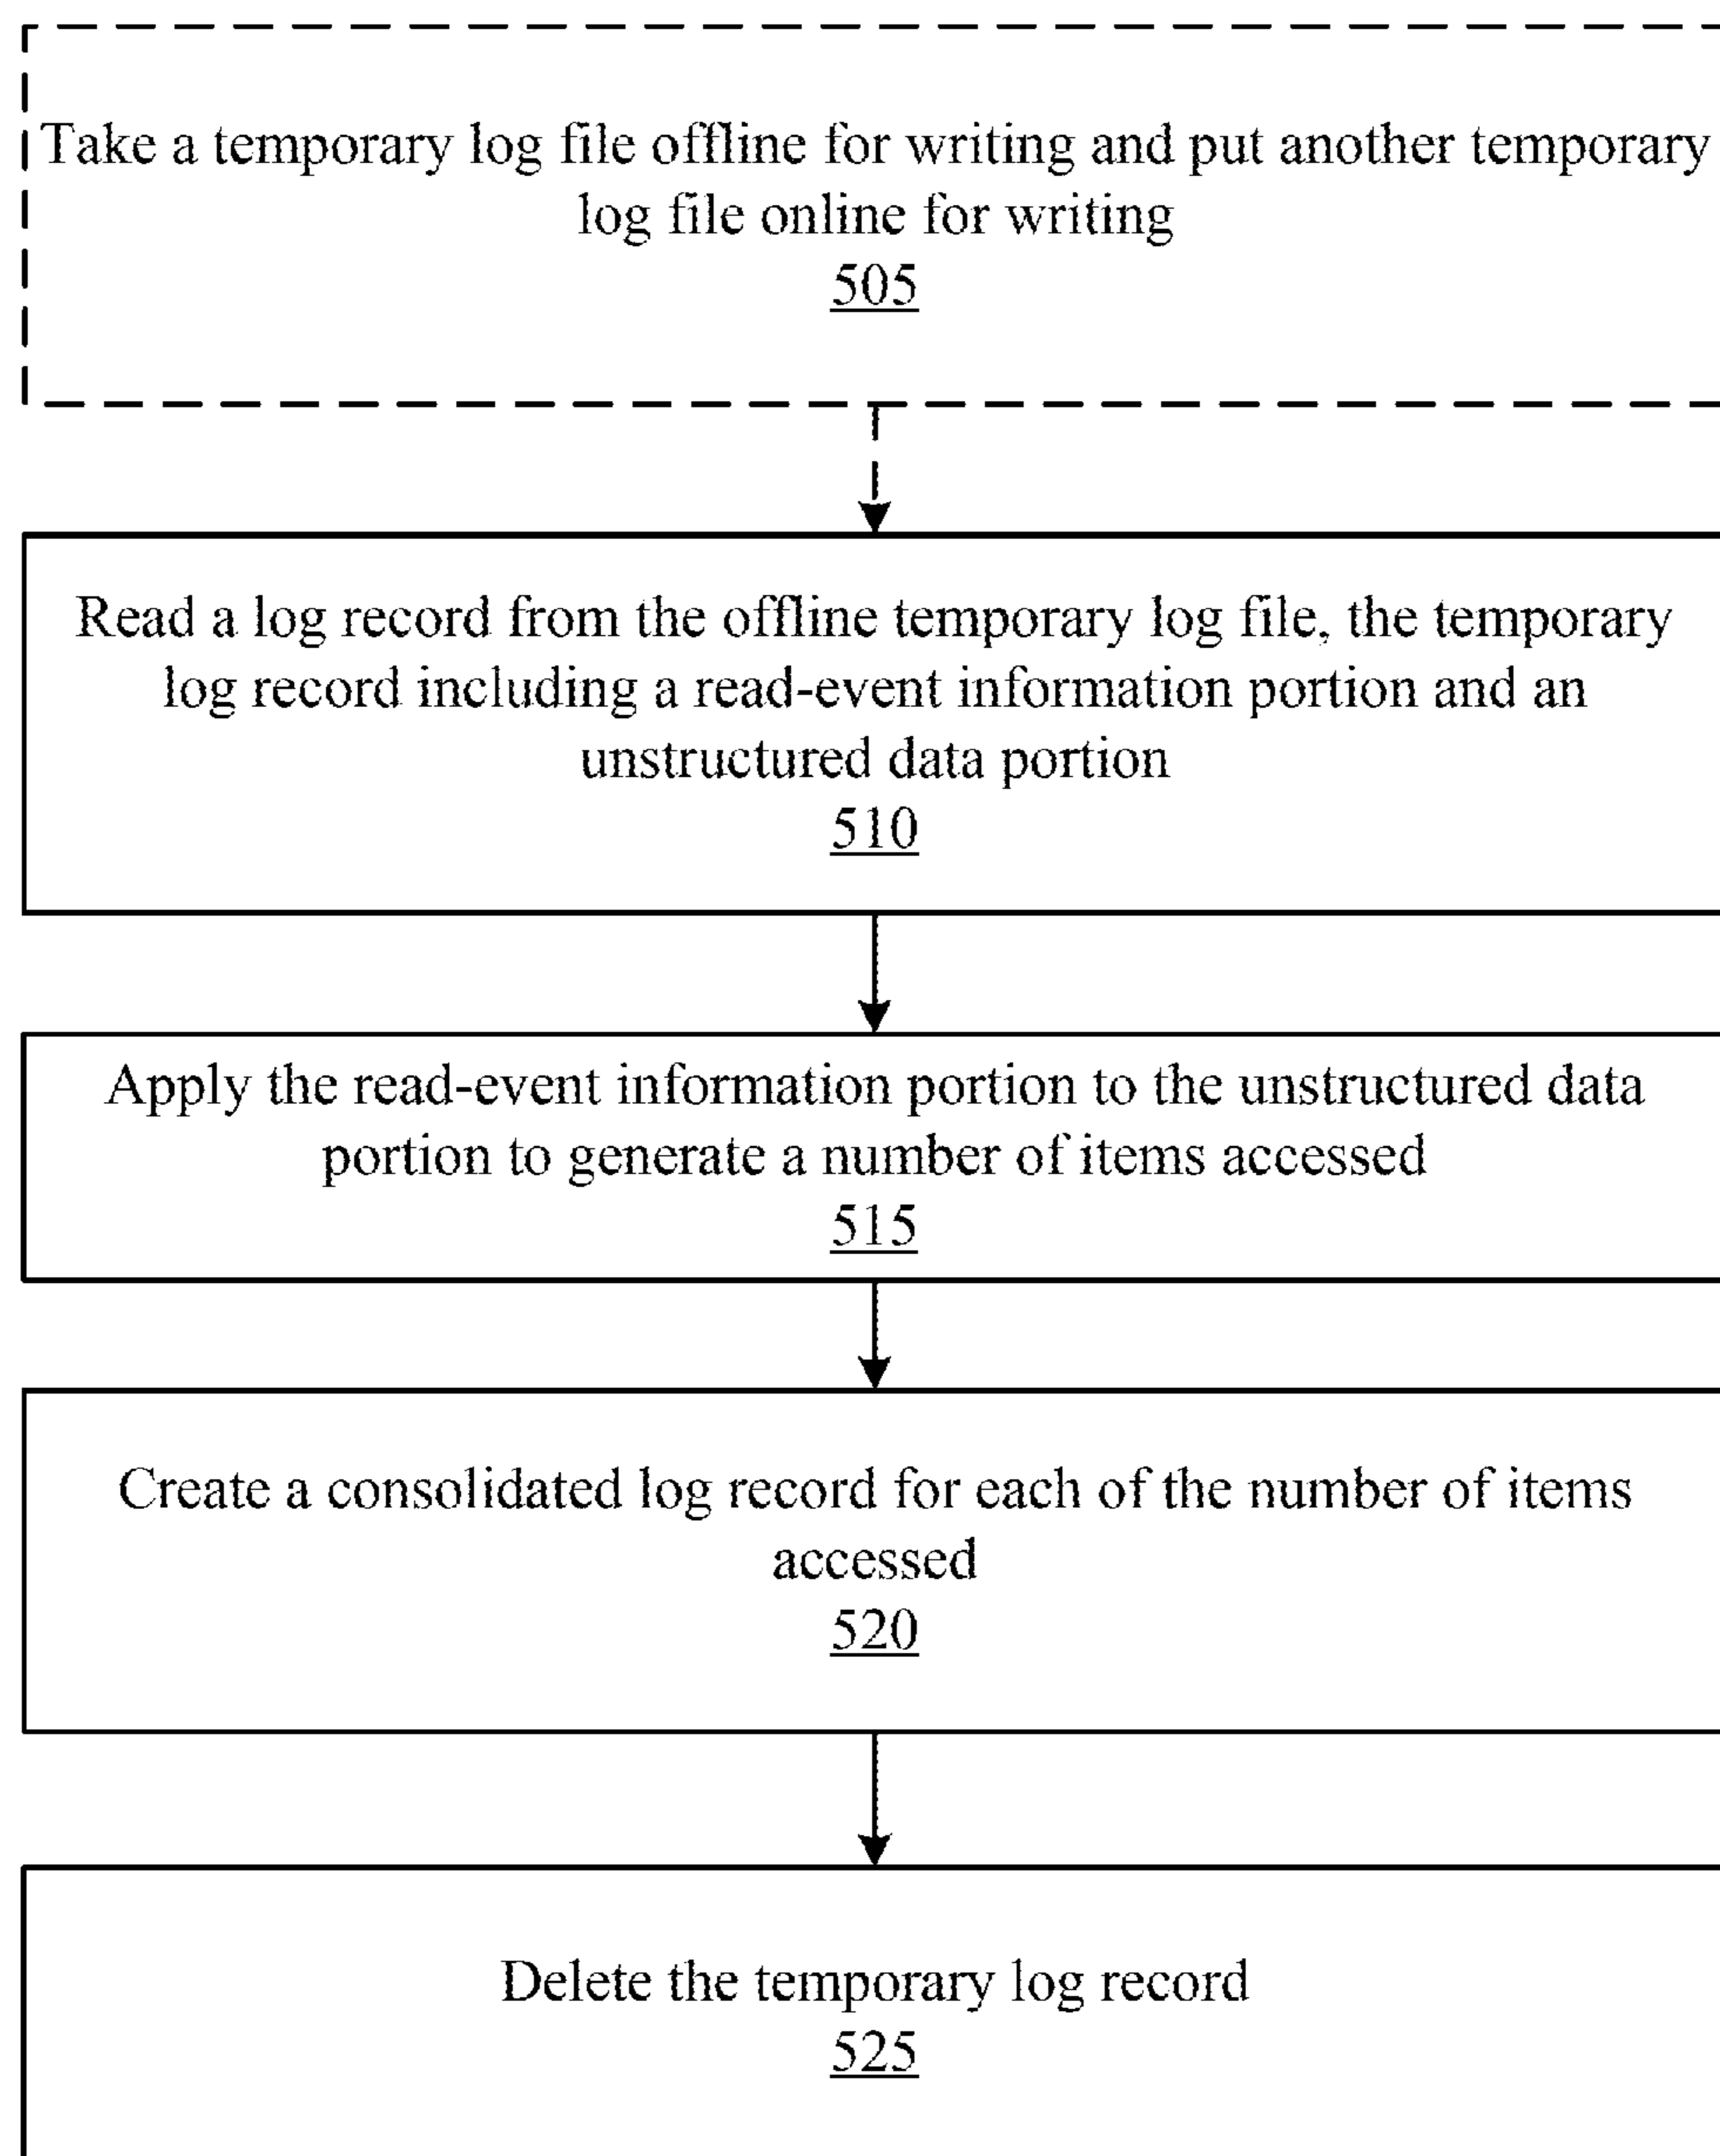 Take a temporary log file offline for writing and put another temporary
log file online for writing
505
Read a log record from the offline temporary log file, the temporary
log record including a read-event information portion and an
unstructured data portion
510
Apply the read-event information portion to the unstructured data
portion to generate a number of items accessed
515
Create a consolidated log record for each of the number of items
accessed
520
Delete the temporary log record
525